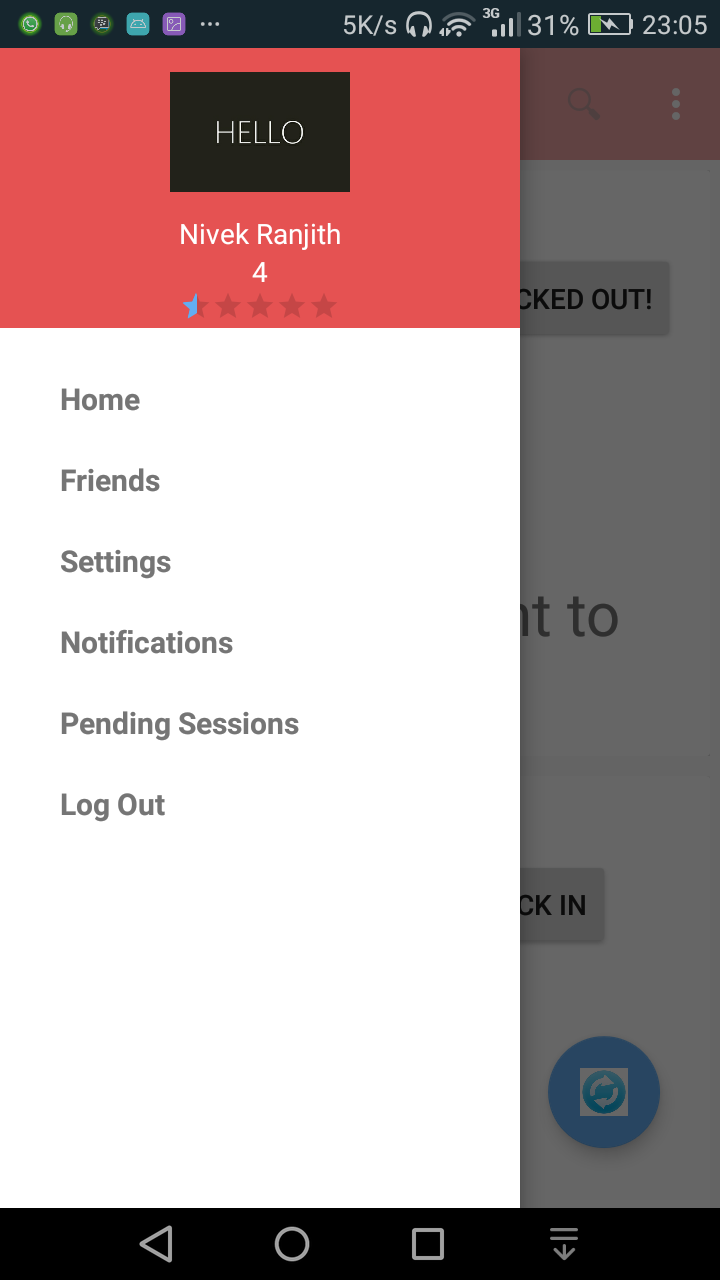 5K/s 3G 31% 23:05
HELLO
Nivek Ranjith
4
CKED OUT!
Home
Friends
Settings
nt to
Notifications
Pending Sessions
Log Out
CK IN